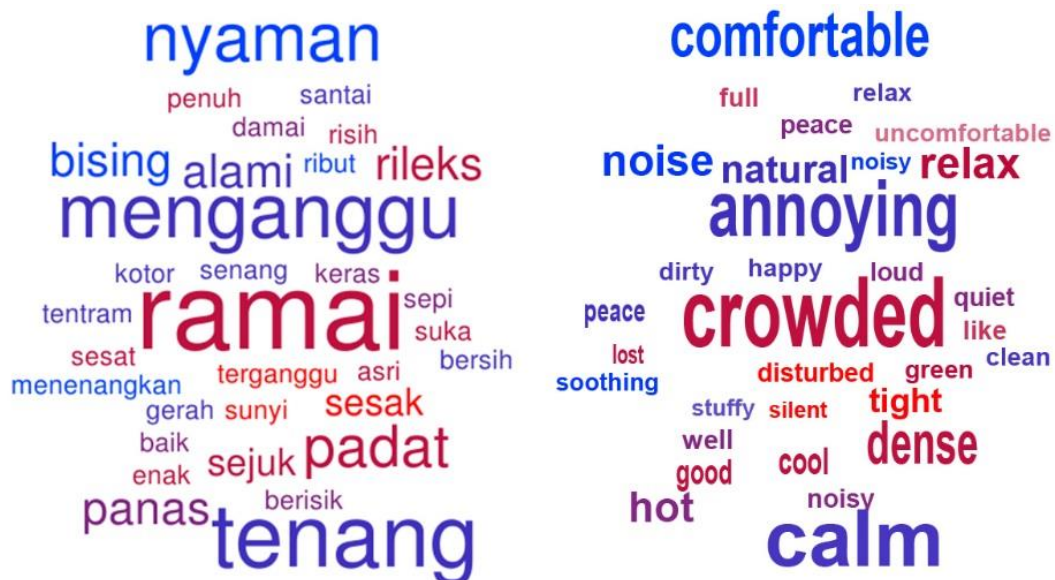 nyaman
penuh santai
damai risih
bising alami ribut rileks
menganggu
kotor senang keras
ramai sepi
tentram suka
sesat bersih
menenangkan terganggu asri
gerah sunyi sesak
baik sejuk padat
enak
panas berisik
tenang
comfortable
full relax
peace uncomfortable
noise natural noisy relax
annoying
dirty happy loud
peace crowded quiet
like
lost clean
soothing disturbed green
stuffy silent tight
well dense
good cool
hot noisy
calm